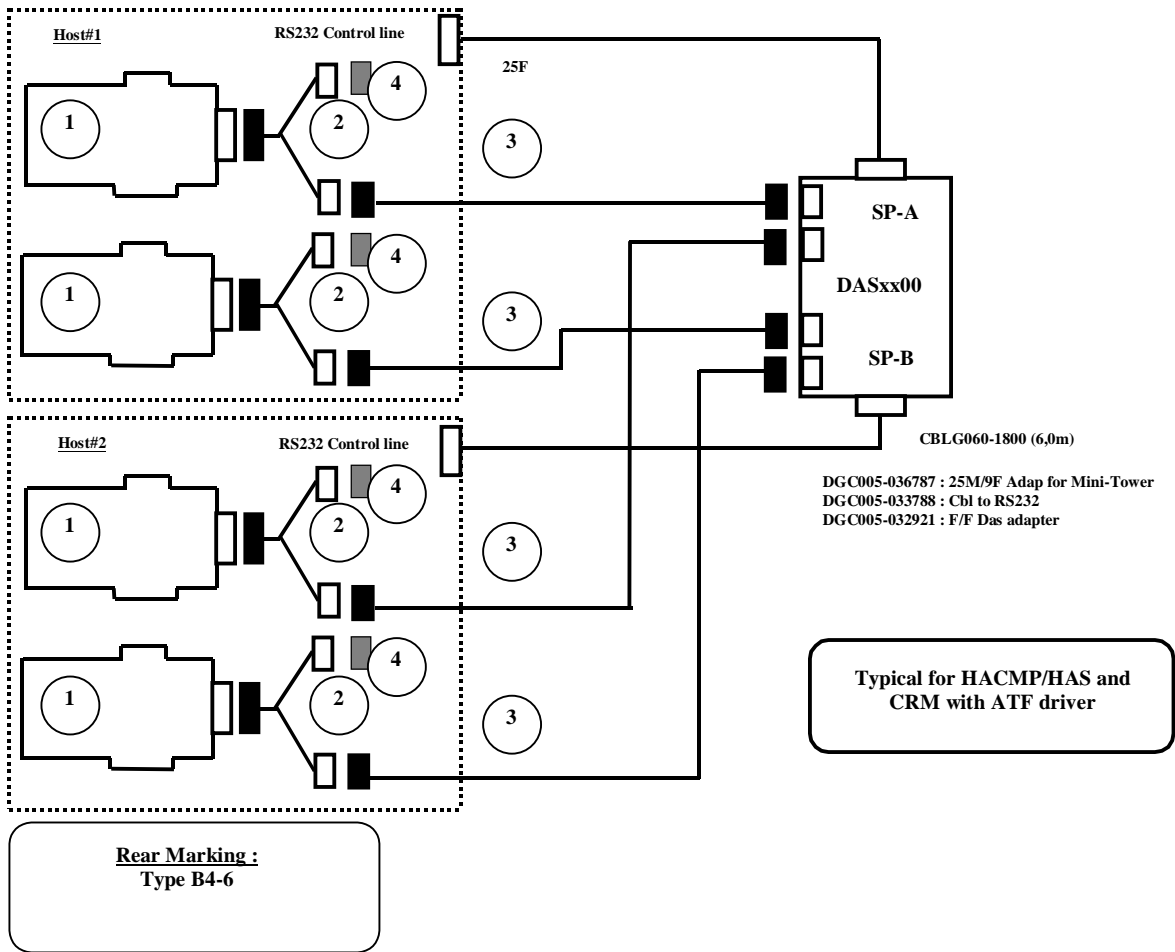 Host#1
RS232 Control line
25F
4
1
2
3
SP-A
4
1
2
3
DASxx00
SP-B
Host#2
RS232 Control line
CBLG060-1800 (6,0m)
DGC005-036787 : 25M/9F Adap for Mini-Tower
DGC005-033788 : Cbl to RS232
DGC005-032921 : F/F Das adapter
4
1
2
3
4
1
2
3
Typical for HACMP/HAS and
CRM with ATF driver
Rear Marking :
Type B4-6